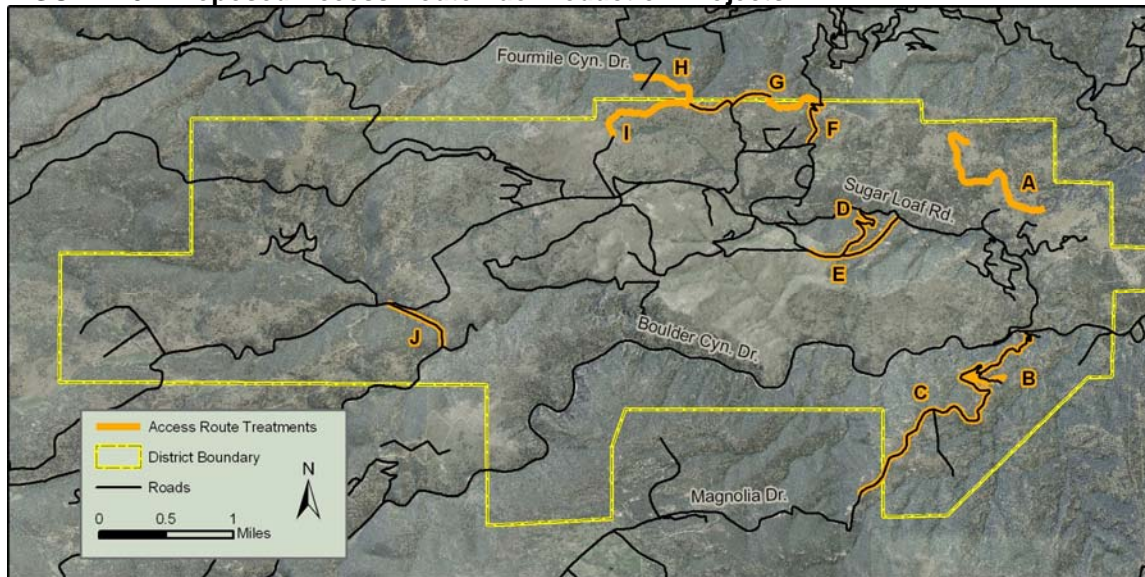 Fourmile Cyn. Dr.
H
G
I
F
A
Sugar Loaf Rd.
D
E
Boulder Cyn. Dr.
J
B
C
Access Route Treatments
District Boundary
Roads
N
0 0.5 1
Miles
Magnolia Dr.